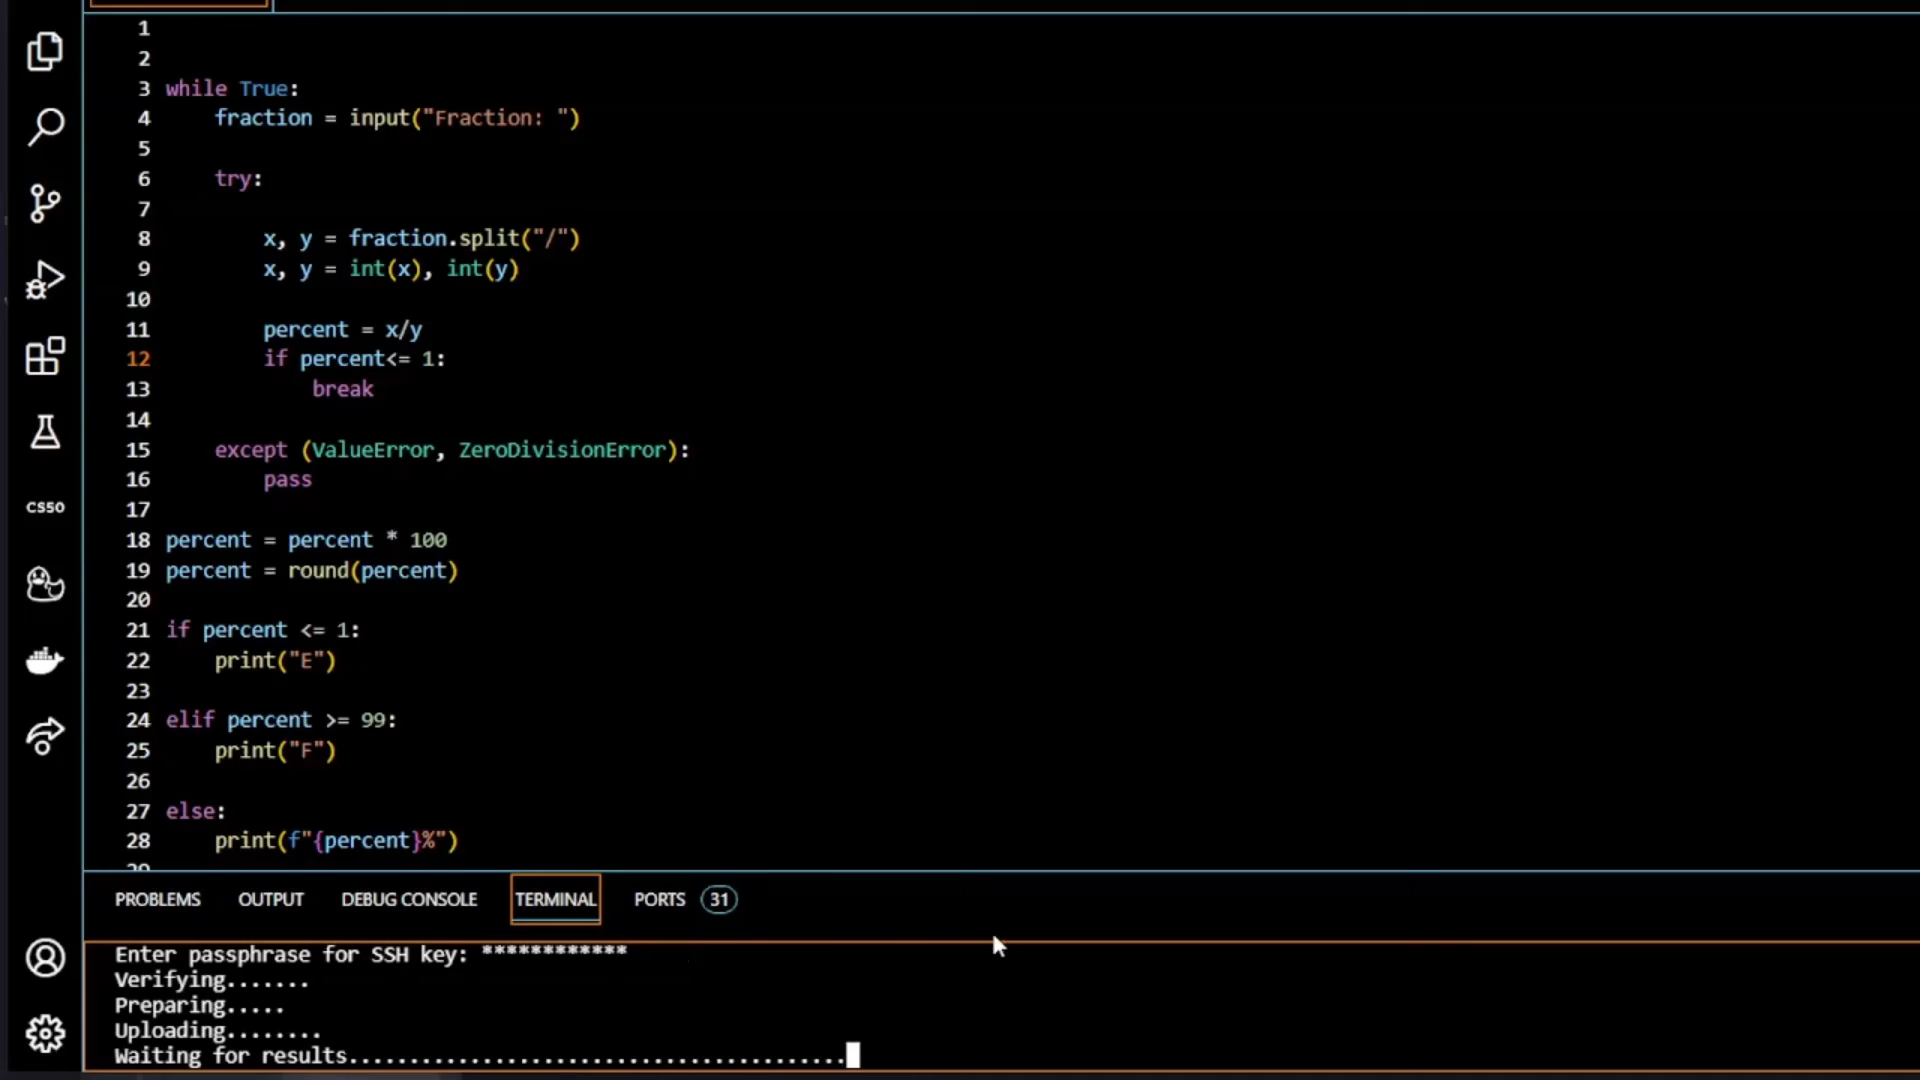 1
2
3 while True:
4     fraction = input("Fraction: ")
5
6     try:
7
8         x, y = fraction.split("/")
9         x, y = int(x), int(y)
10
11         percent = x/y
12         if percent<= 1:
13             break
14
15     except (ValueError, ZeroDivisionError):
16         pass
17
18 percent = percent * 100
19 percent = round(percent)
20
21 if percent <= 1:
22     print("E")
23
24 elif percent >= 99:
25     print("F")
26
27 else:
28     print(f"{percent}%")
CS50
PROBLEMS OUTPUT DEBUG CONSOLE TERMINAL PORTS 31
Enter passphrase for SSH key: ************
Verifying.......
Preparing.....
Uploading........
Waiting for results.........................................